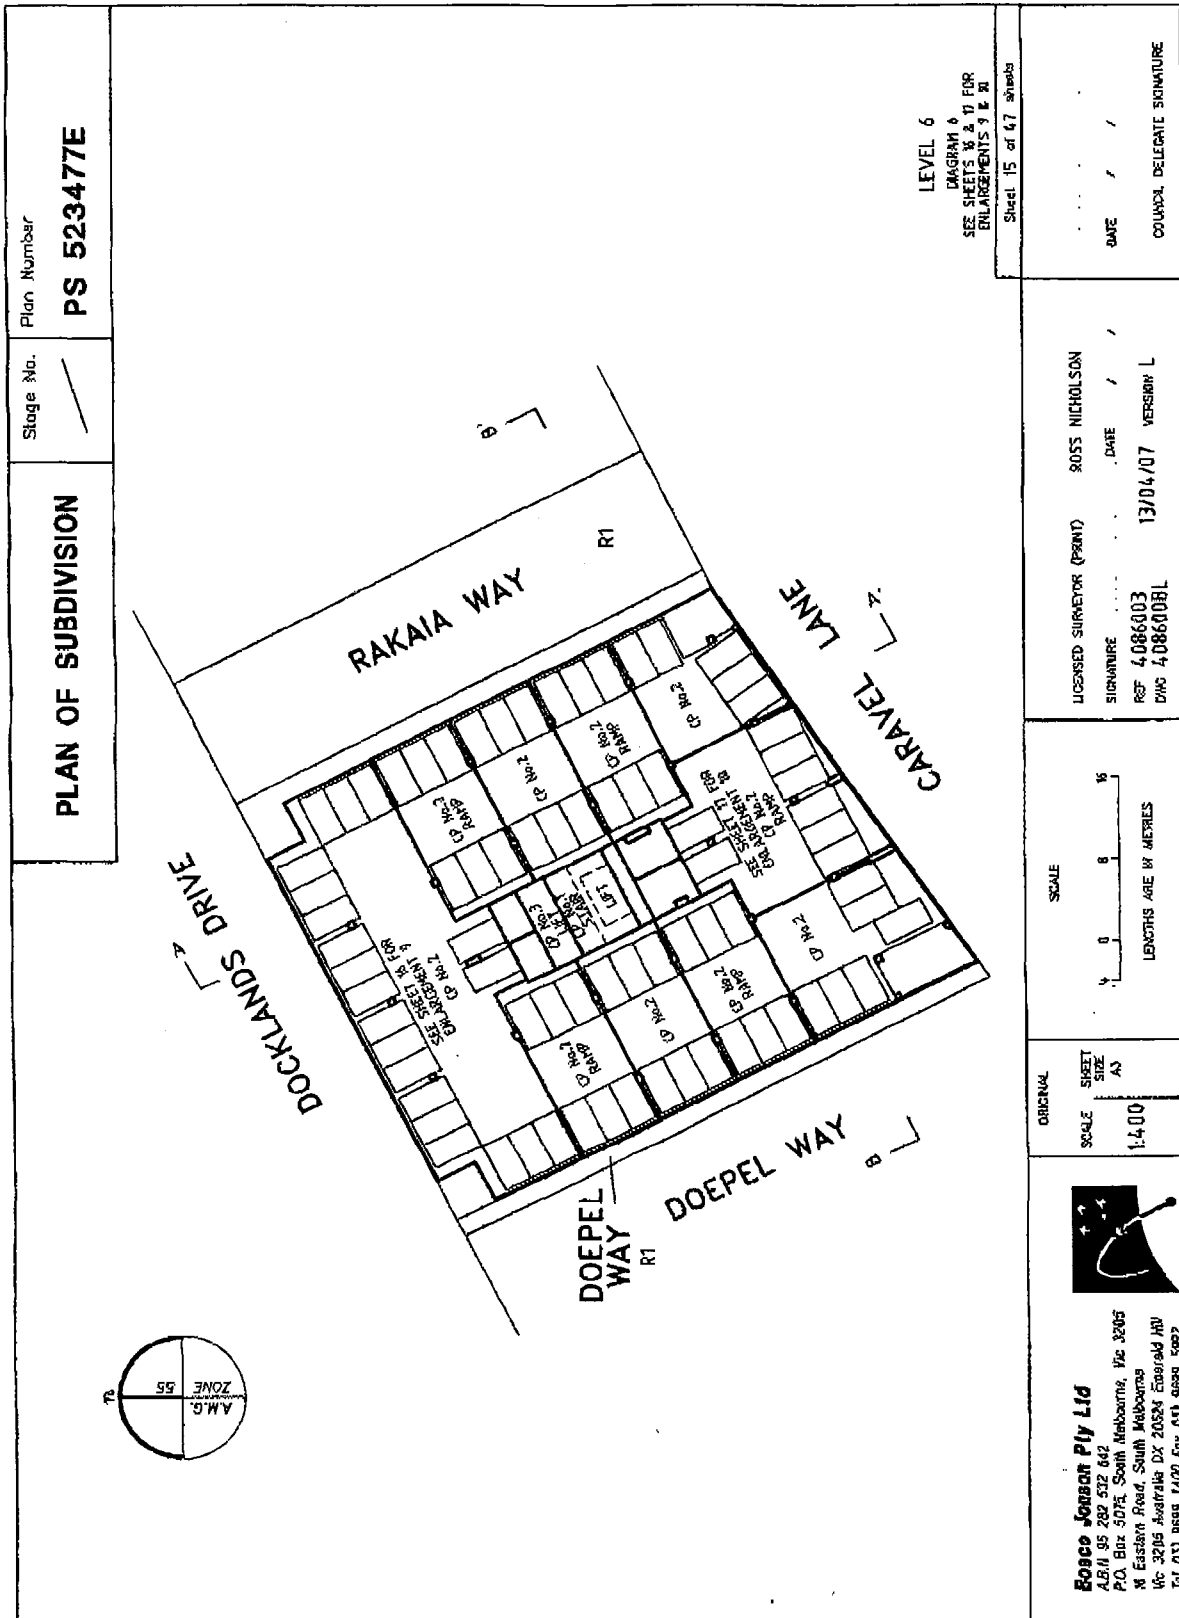 PLAN OF SUBDIVISION
Stage No.
Plan Number
PS 523477E
A.M.G.
ZONE
55
DOCKLANDS DRIVE
A
RAKAIA WAY
R1
B
SEE SHEET 16 FOR
ENLARGEMENT 9
CP No.2
CP No.3
RAMP
CP No.2
CP No.2
RAMP
CP No.2
CP No.3
LIFT
CP No.1
STAIR
LIFT
SEE SHEET 17 FOR
ENLARGEMENT 10
CP No.2
RAMP
CP No.2
RAMP
CP No.2
CP No.2
RAMP
CP No.2
DOEPEL
WAY
R1
DOEPEL WAY
B
CARAVEL LANE
A
LEVEL 6
DIAGRAM 6
SEE SHEETS 16 & 17 FOR
ENLARGEMENTS 9 & 10
Sheet 15 of 47 sheets
Bosco Jonson Pty Ltd
A.B.N 95 282 532 642
P.O. Box 5075, South Melbourne, Vic 3205
16 Eastern Road, South Melbourne
Vic 3205 Australia DX 20524 Emerald Hill
ORIGINAL
SCALE
SHEET
SIZE
1:400
A3
SCALE
4 0 8 16
LENGTHS ARE IN METRES
LICENSED SURVEYOR (PRINT) ROSS NICHOLSON
SIGNATURE .... . . . DATE / /
REF 4086003 13/04/07 VERSION L
DWG 408600BL
DATE / /
COUNCIL DELEGATE SIGNATURE